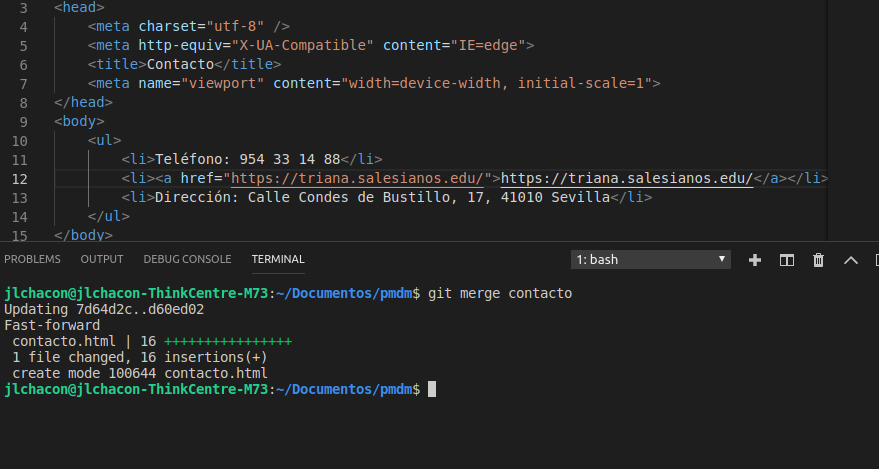 3 <head>
4 <meta charset="utf-8" />
5 <meta http-equiv="X-UA-Compatible" content="IE=edge">
6 <title>Contacto</title>
7 <meta name="viewport" content="width=device-width, initial-scale=1">
8 </head>
9 <body>
10 <ul>
11 <li>Teléfono: 954 33 14 88</li>
12 <li><a href="https://triana.salesianos.edu/">https://triana.salesianos.edu/</a></li>
13 <li>Dirección: Calle Condes de Bustillo, 17, 41010 Sevilla</li>
14 </ul>
15 </body>
PROBLEMS OUTPUT DEBUG CONSOLE TERMINAL 1: bash
jlchacon@jlchacon-ThinkCentre-M73:~/Documentos/pmdm$ git merge contacto
Updating 7d64d2c..d60ed02
Fast-forward
contacto.html | 16 ++++++++++++++++
1 file changed, 16 insertions(+)
create mode 100644 contacto.html
jlchacon@jlchacon-ThinkCentre-M73:~/Documentos/pmdm$